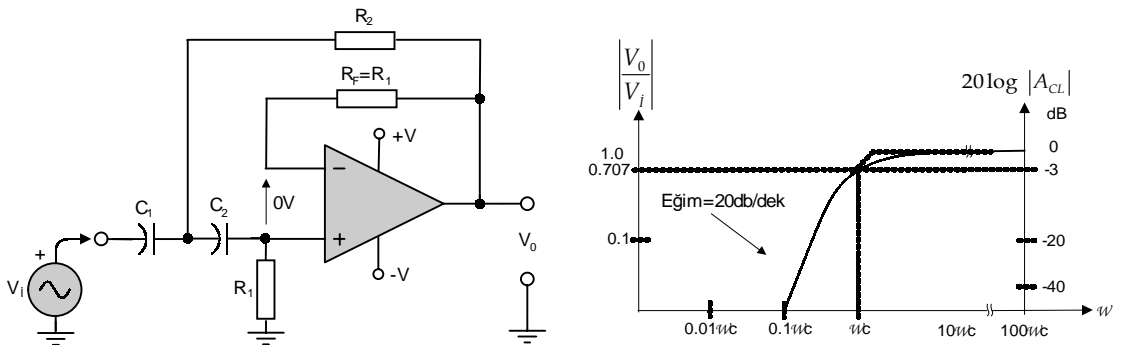 R2
RF=R1
+V
−
0V
C1
C2
+
+
Vi
R1
-V
V0
|V0/Vİ|
20log |ACL|
dB
1.0
0.707
0
-3
Eğim=20db/dek
0.1
-20
-40
0.01wc
0.1wc
wc
10wc
100wc
w